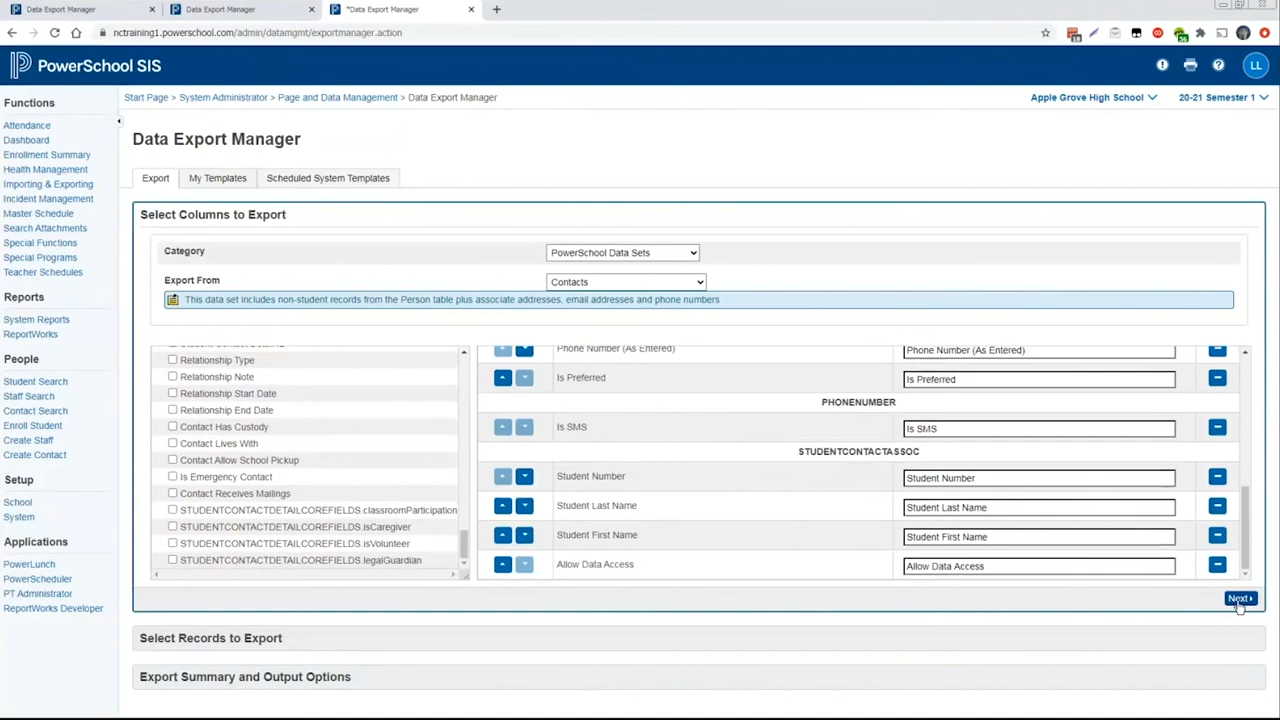 Data Export Manager
Data Export Manager
*Data Export Manager
nctraining1.powerschool.com/admin/datamgmt/exportmanager.action
PowerSchool SIS
LL
Functions
Attendance
Dashboard
Enrollment Summary
Health Management
Importing & Exporting
Incident Management
Master Schedule
Search Attachments
Special Functions
Special Programs
Teacher Schedules
Reports
System Reports
ReportWorks
People
Student Search
Staff Search
Contact Search
Enroll Student
Create Staff
Create Contact
Setup
School
System
Applications
PowerLunch
PowerScheduler
PT Administrator
ReportWorks Developer
Start Page > System Administrator > Page and Data Management > Data Export Manager
Apple Grove High School
20-21 Semester 1
Data Export Manager
Export
My Templates
Scheduled System Templates
Select Columns to Export
Category
PowerSchool Data Sets
Export From
Contacts
This data set includes non-student records from the Person table plus associate addresses, email addresses and phone numbers
Relationship Type
Relationship Note
Relationship Start Date
Relationship End Date
Contact Has Custody
Contact Lives With
Contact Allow School Pickup
Is Emergency Contact
Contact Receives Mailings
STUDENTCONTACTDETAILCOREFIELDS.classroomParticipation
STUDENTCONTACTDETAILCOREFIELDS.isCaregiver
STUDENTCONTACTDETAILCOREFIELDS.isVolunteer
STUDENTCONTACTDETAILCOREFIELDS.legalGuardian
Phone Number (As Entered)
Phone Number (As Entered)
Is Preferred
Is Preferred
PHONENUMBER
Is SMS
Is SMS
STUDENTCONTACTASSOC
Student Number
Student Number
Student Last Name
Student Last Name
Student First Name
Student First Name
Allow Data Access
Allow Data Access
Next
Select Records to Export
Export Summary and Output Options